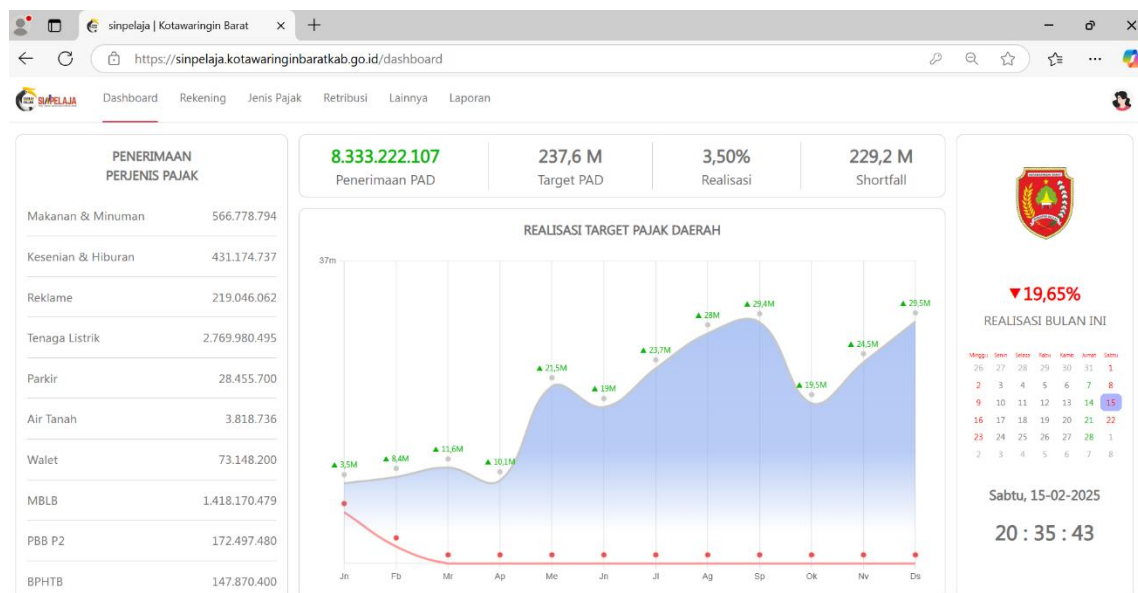 sinpelaja | Kotawaringin Barat
https://sinpelaja.kotawaringinbaratkab.go.id/dashboard
SIMPELAJA
Dashboard Rekening Jenis Pajak Retribusi Lainnya Laporan
PENERIMAAN
PERJENIS PAJAK
Makanan & Minuman 566.778.794
Kesenian & Hiburan 431.174.737
Reklame 219.046.062
Tenaga Listrik 2.769.980.495
Parkir 28.455.700
Air Tanah 3.818.736
Walet 73.148.200
MBLB 1.418.170.479
PBB P2 172.497.480
BPHTB 147.870.400
8.333.222.107 237,6 M 3,50% 229,2 M
Penerimaan PAD Target PAD Realisasi Shortfall
REALISASI TARGET PAJAK DAERAH
37m
▲ 3,5M ▲ 8,4M ▲ 11,6M ▲ 10,1M ▲ 21,5M ▲ 19M ▲ 23,7M ▲ 28M ▲ 29,4M ▲ 19,5M ▲ 24,5M ▲ 29,5M
Jn Fb Mr Ap Me Jn Jl Ag Sp Ok Nv Ds
▼19,65%
REALISASI BULAN INI
Minggu Senin Selasa Rabu Kamis Jumat Sabtu
26 27 28 29 30 31 1
2 3 4 5 6 7 8
9 10 11 12 13 14 15
16 17 18 19 20 21 22
23 24 25 26 27 28 1
2 3 4 5 6 7 8
Sabtu, 15-02-2025
20 : 35 : 43